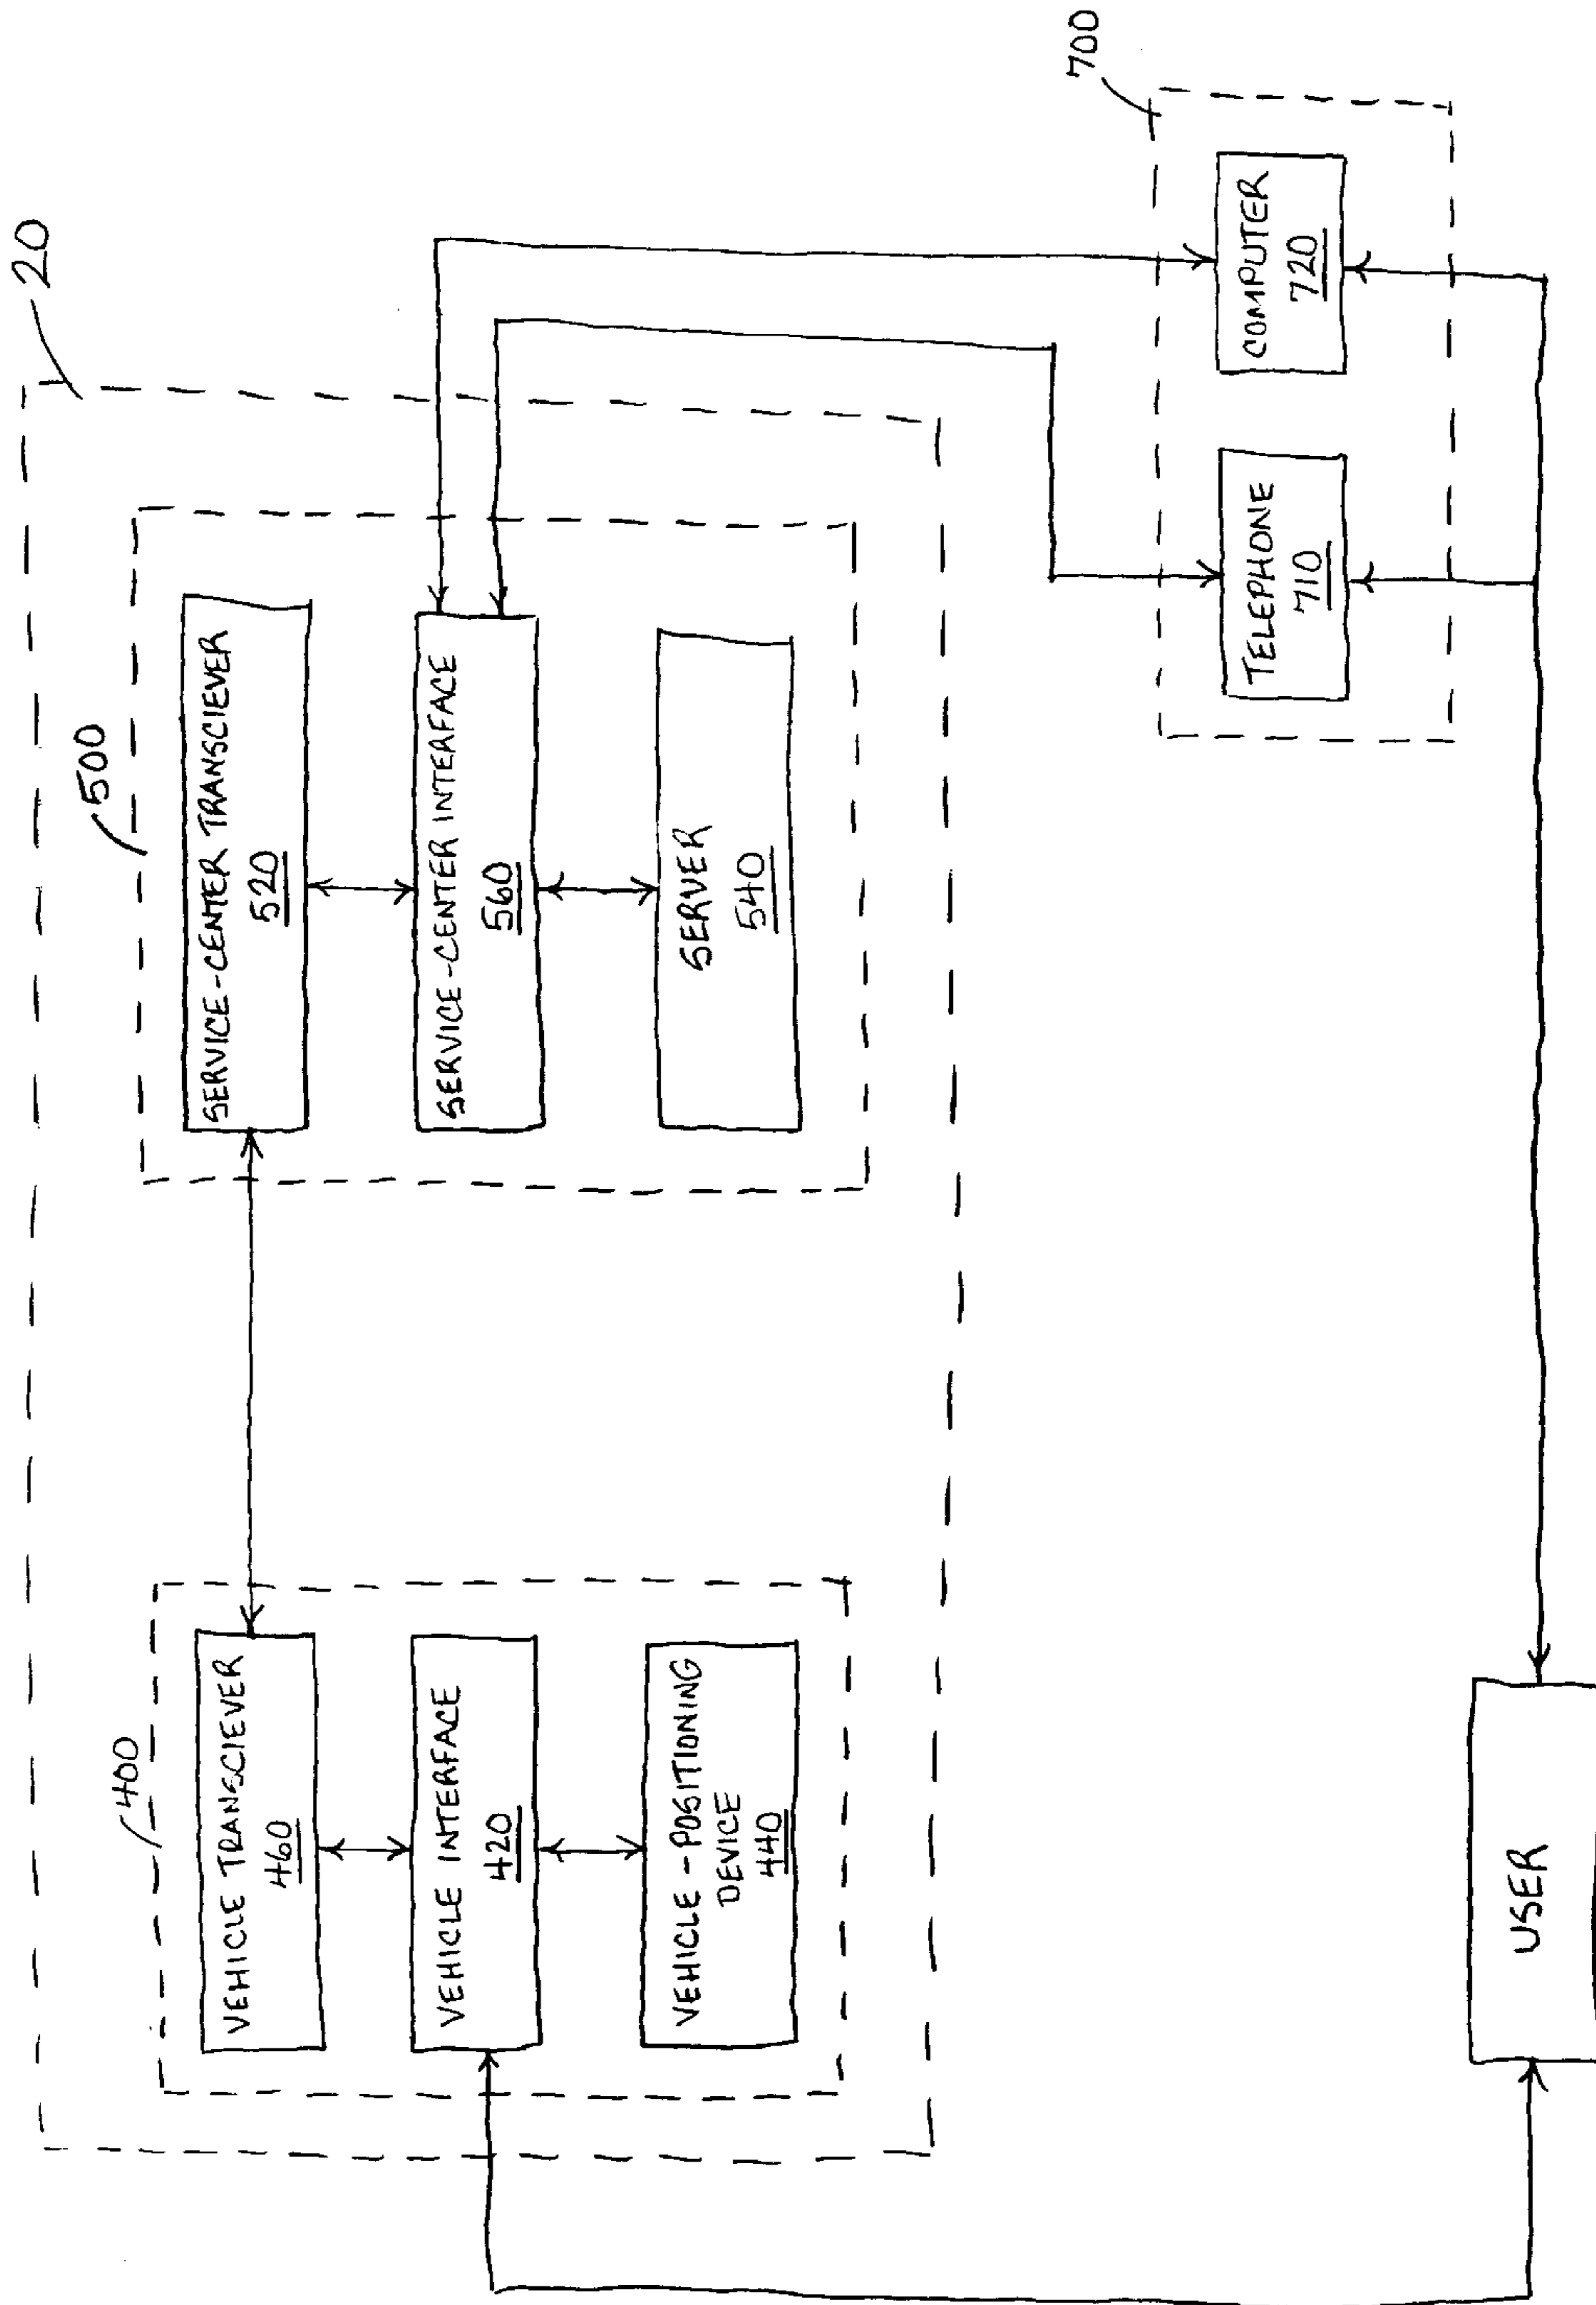 20
500
SERVICE-CENTER TRANSCIEVER
520
SERVICE-CENTER INTERFACE
560
SERVER
540
400
VEHICLE TRANSCIEVER
460
VEHICLE INTERFACE
420
VEHICLE-POSITIONING
DEVICE
440
700
TELEPHONE
710
COMPUTER
720
USER